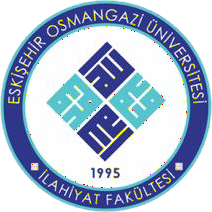 ESKİŞEHİR OSMANGAZİ ÜNİVERSİTESİ
1995
İLAHİYAT FAKÜLTESİ